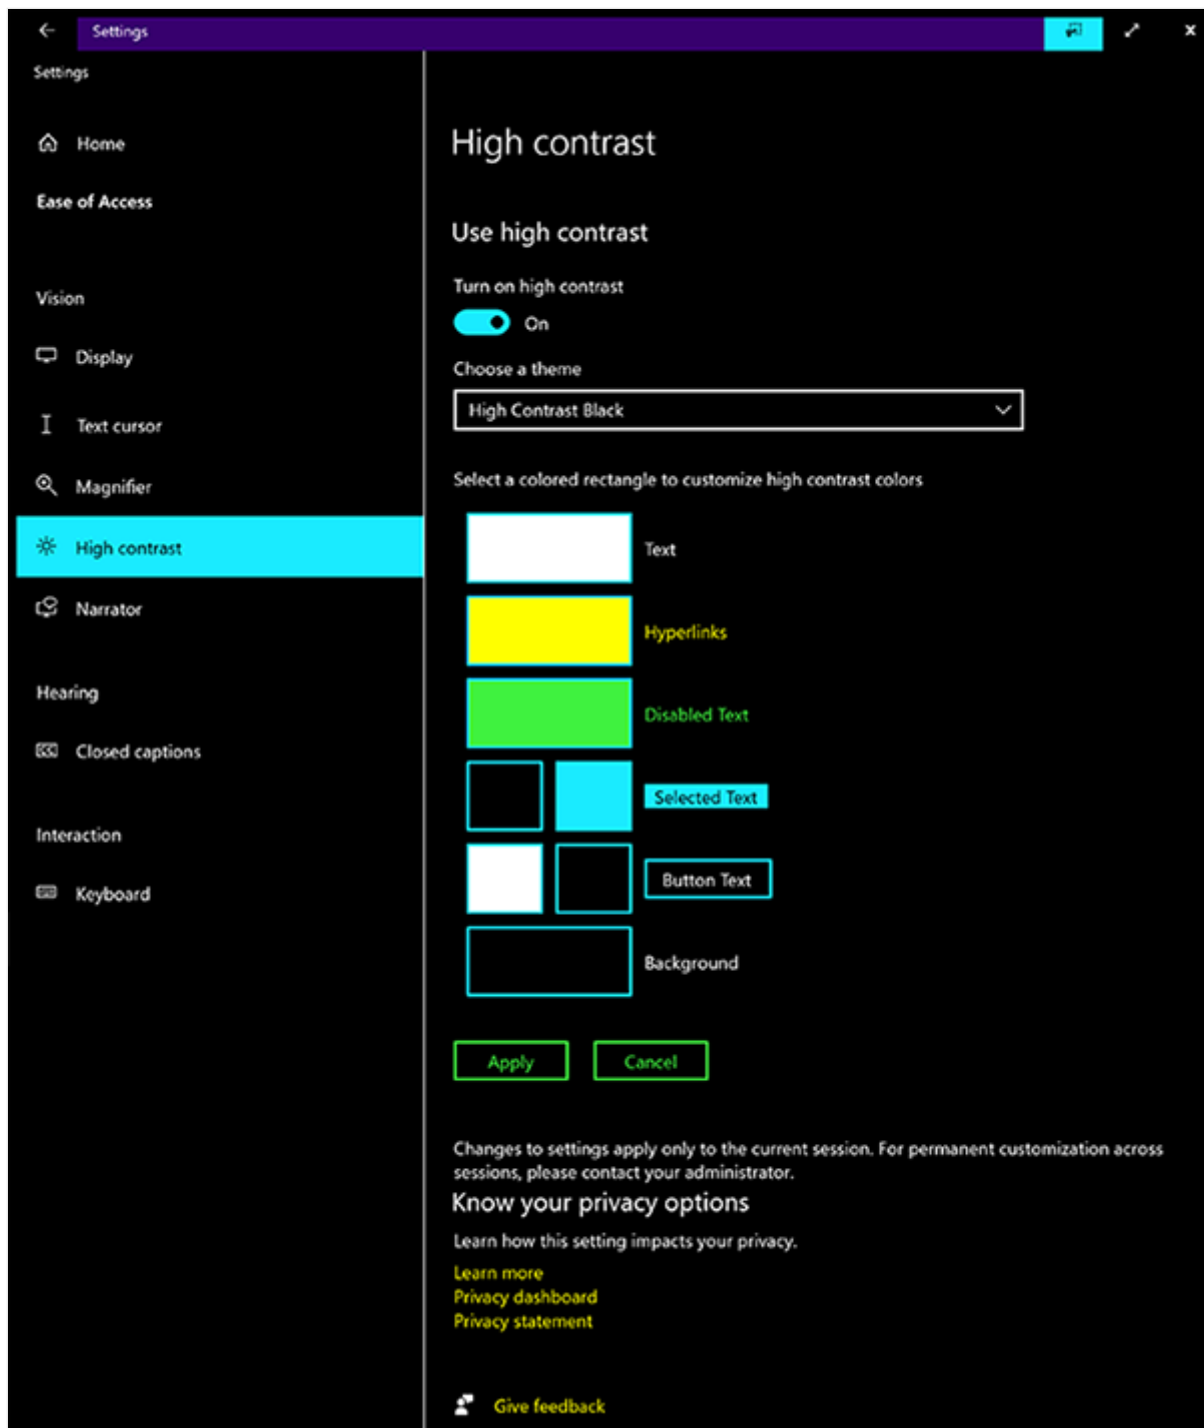 Settings
Settings
Home
Ease of Access
Vision
Display
Text cursor
Magnifier
High contrast
Narrator
Hearing
Closed captions
Interaction
Keyboard
High contrast
Use high contrast
Turn on high contrast
On
Choose a theme
High Contrast Black
Select a colored rectangle to customize high contrast colors
Text
Hyperlinks
Disabled Text
Selected Text
Button Text
Background
Apply Cancel
Changes to settings apply only to the current session. For permanent customization across
sessions, please contact your administrator.
Know your privacy options
Learn how this setting impacts your privacy.
Learn more
Privacy dashboard
Privacy statement
Give feedback